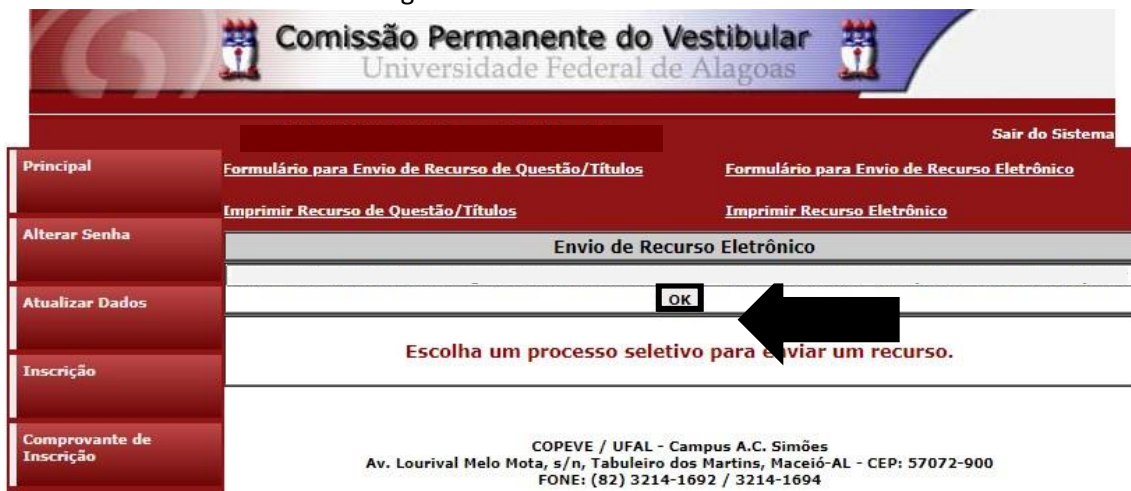 Comissão Permanente do Vestibular
Universidade Federal de Alagoas
Sair do Sistema
Principal
Formulário para Envio de Recurso de Questão/Títulos
Formulário para Envio de Recurso Eletrônico
Imprimir Recurso de Questão/Títulos
Imprimir Recurso Eletrônico
Alterar Senha
Envio de Recurso Eletrônico
Atualizar Dados
OK
Escolha um processo seletivo para enviar um recurso.
Inscrição
Comprovante de
Inscrição
COPEVE / UFAL - Campus A.C. Simões
Av. Lourival Melo Mota, s/n, Tabuleiro dos Martins, Maceió-AL - CEP: 57072-900
FONE: (82) 3214-1692 / 3214-1694